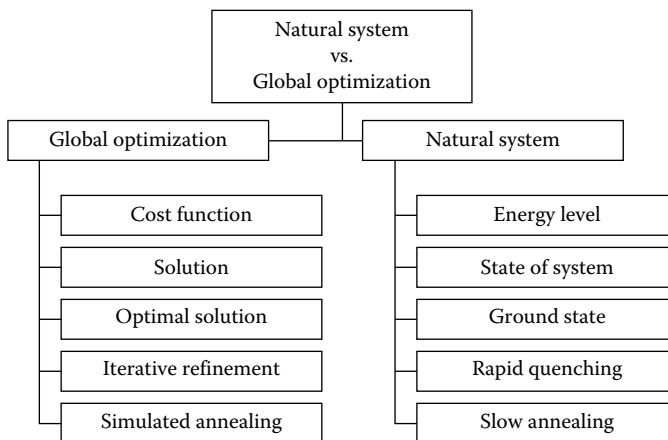 Natural system
vs.
Global optimization
Global optimization
Natural system
Cost function
Energy level
Solution
State of system
Optimal solution
Ground state
Iterative refinement
Rapid quenching
Simulated annealing
Slow annealing